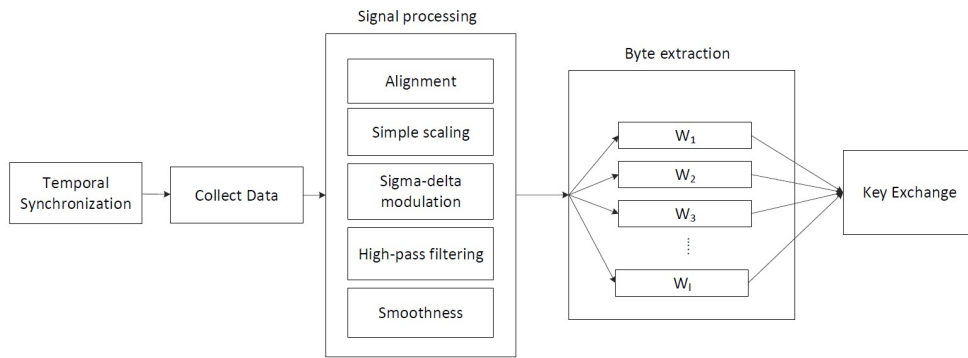 Signal processing
Byte extraction
Alignment
Simple scaling
W₁
Temporal
Synchronization
Collect Data
Sigma-delta
modulation
W₂
Key Exchange
W₃
High-pass filtering
Wₗ
Smoothness